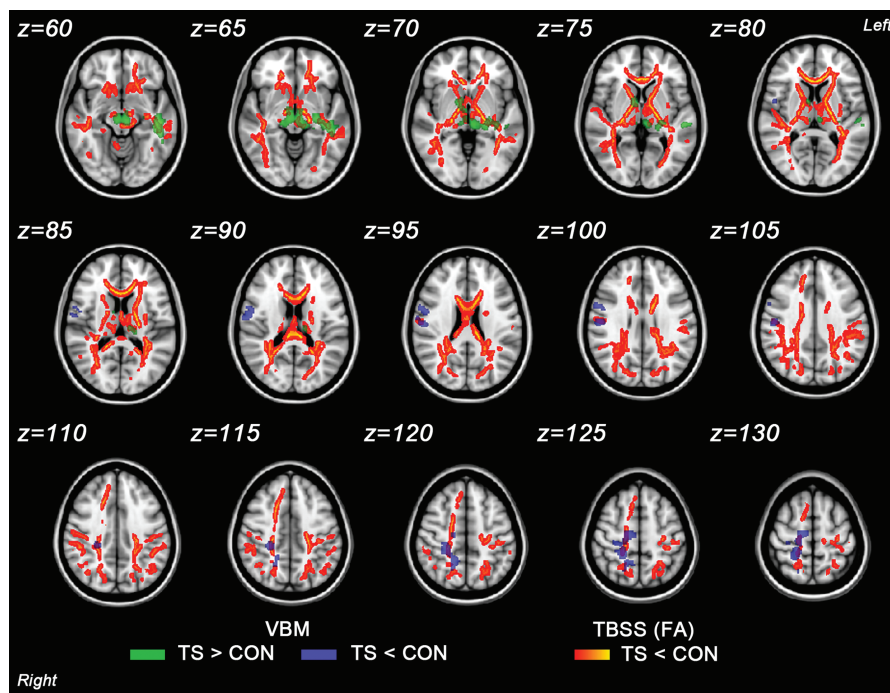 z=60 z=65 z=70 z=75 z=80 Left
z=85 z=90 z=95 z=100 z=105
z=110 z=115 z=120 z=125 z=130
VBM TBSS (FA)
TS > CON TS < CON TS < CON
Right